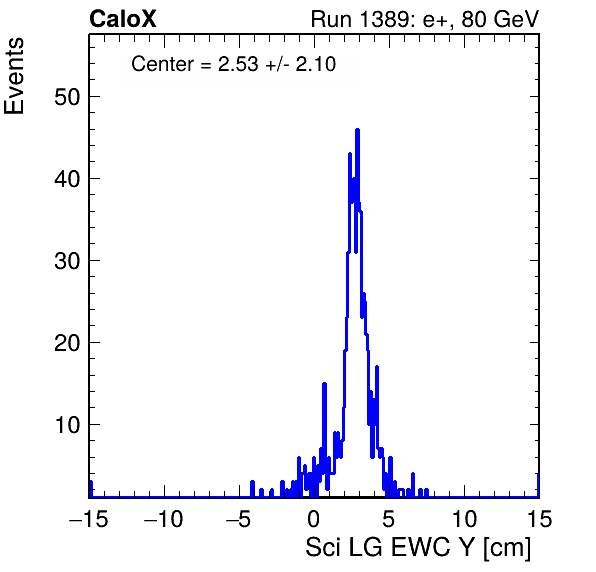 CaloX Run 1389: e+, 80 GeV
Center = 2.53 +/- 2.10
Events
50
40
30
20
10
−15 −10 −5 0 5 10 15
Sci LG EWC Y [cm]